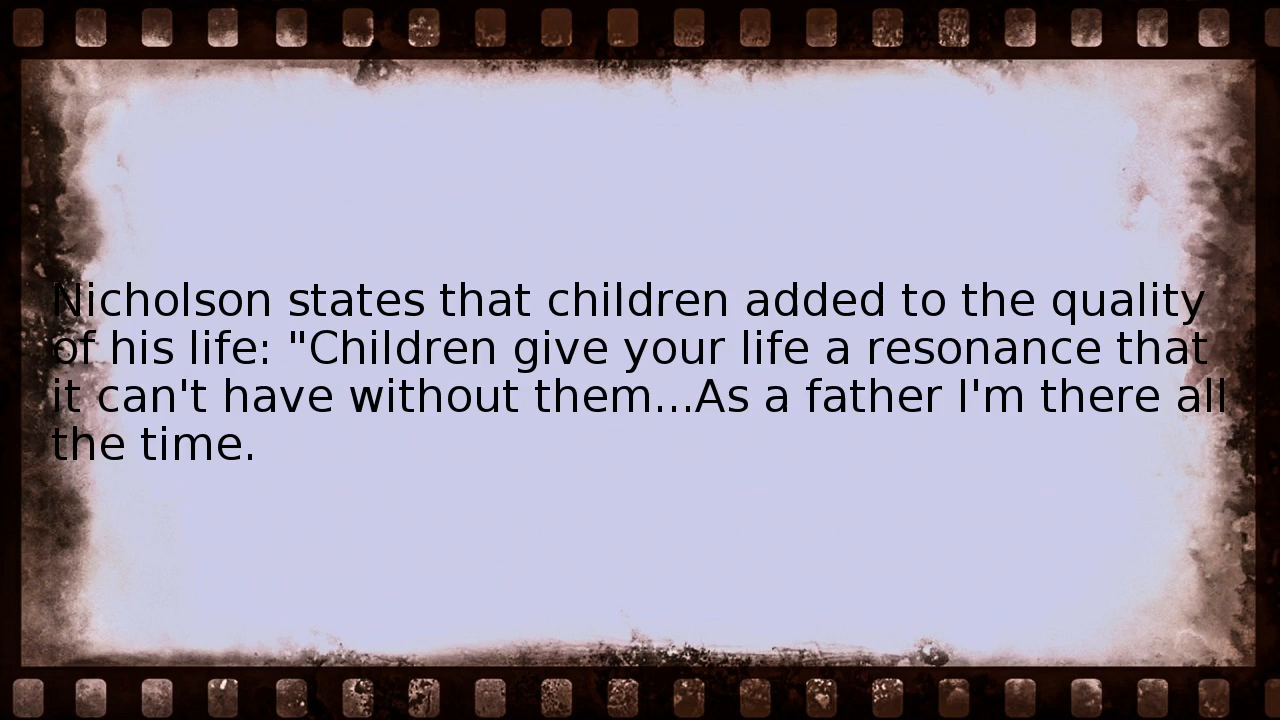 Nicholson states that children added to the quality
of his life: "Children give your life a resonance that
it can't have without them...As a father I'm there all
the time.